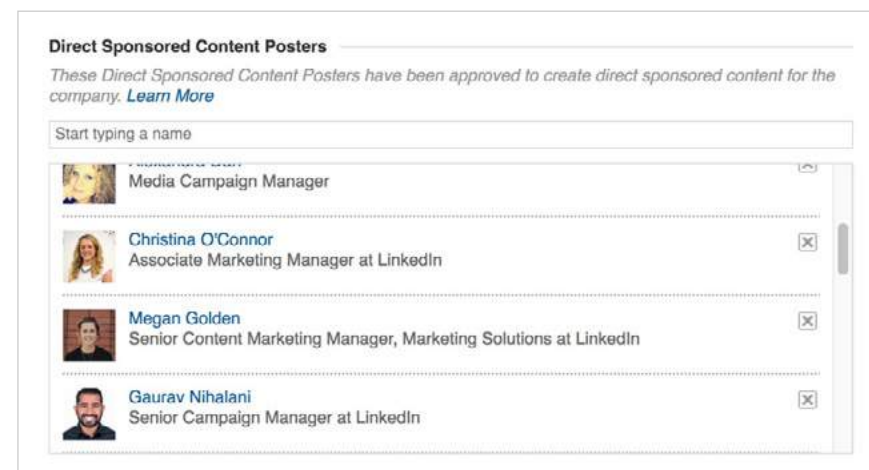 Direct Sponsored Content Posters
These Direct Sponsored Content Posters have been approved to create direct sponsored content for the
company. Learn More
Start typing a name
Media Campaign Manager
Christina O'Connor
Associate Marketing Manager at LinkedIn
Megan Golden
Senior Content Marketing Manager, Marketing Solutions at LinkedIn
Gaurav Nihalani
Senior Campaign Manager at LinkedIn